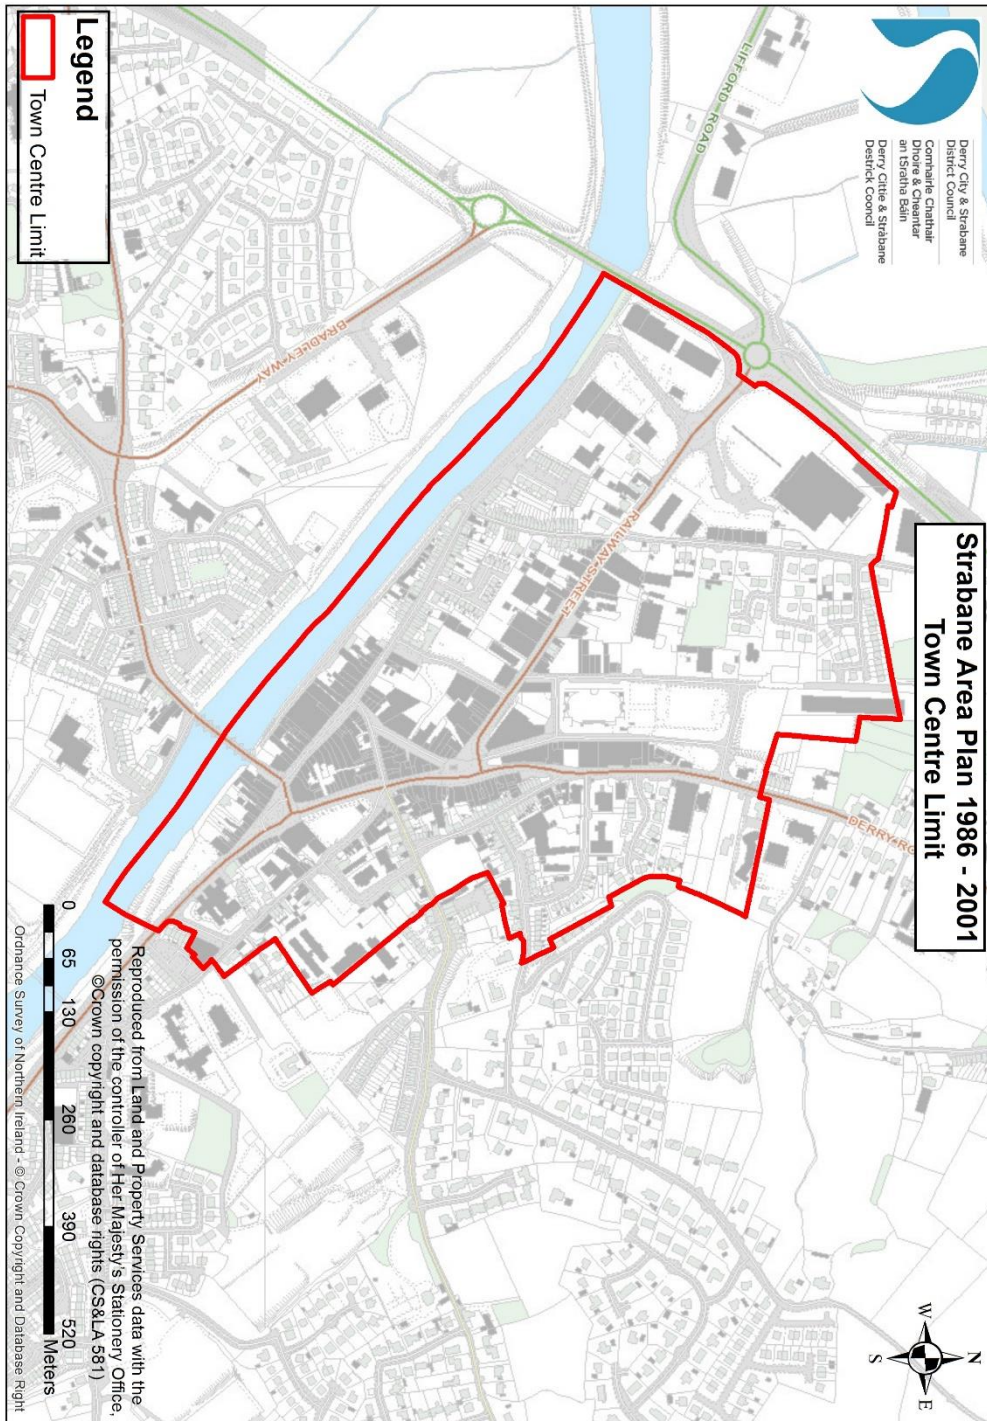 Strabane Area Plan 1986 - 2001
Town Centre Limit
Derry City & Strabane
District Council
Comhairle Chathair
Dhoire & Cheantar
an tSratha Báin
Derry Cittie & Strábane
Destrick Cooncil
LIFFORD ROAD
DERRY RO
RAILWAY STREET
BRADLEY WAY
N
W
E
S
Legend
Town Centre Limit
Reproduced from Land and Property Services data with the
permission of the controller of Her Majesty's Stationery Office,
©Crown copyright and database rights (CS&LA 581)
0 65 130 260 390 520
Meters
Ordnance Survey of Northern Ireland - © Crown Copyright and Database Right